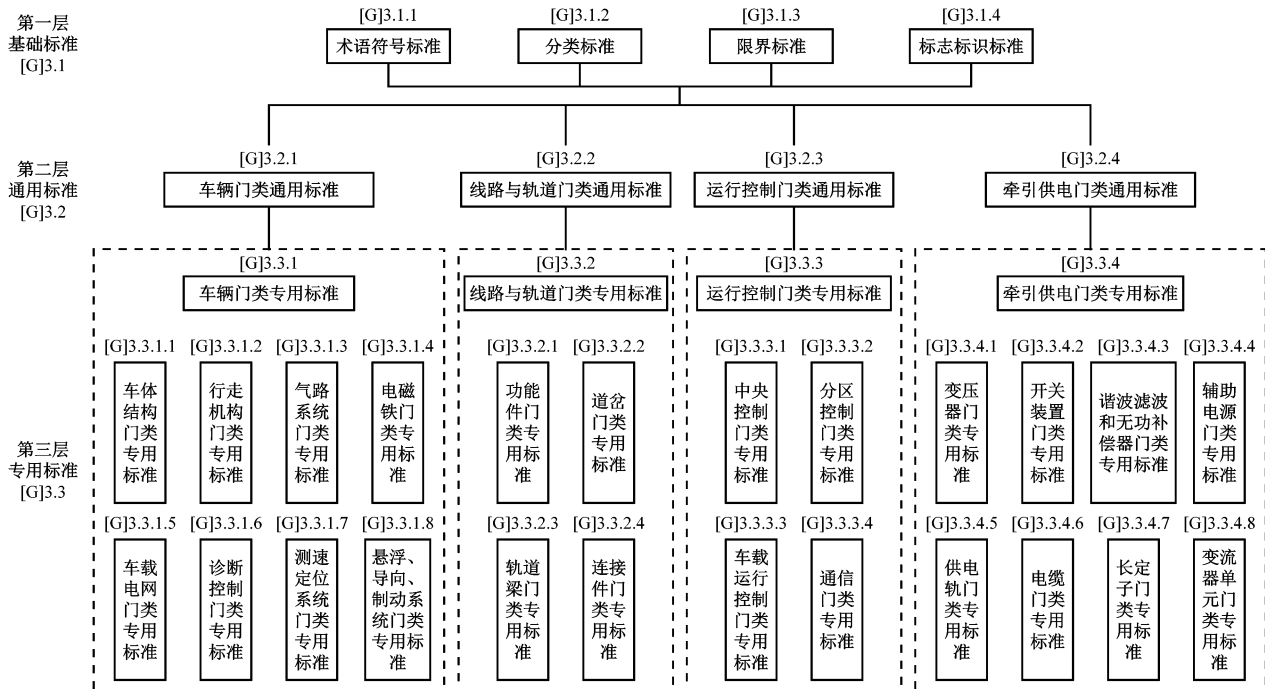 第一层
基础标准
[G]3.1
[G]3.1.1
术语符号标准
[G]3.1.2
分类标准
[G]3.1.3
限界标准
[G]3.1.4
标志标识标准
第二层
通用标准
[G]3.2
[G]3.2.1
车辆门类通用标准
[G]3.2.2
线路与轨道门类通用标准
[G]3.2.3
运行控制门类通用标准
[G]3.2.4
牵引供电门类通用标准
第三层
专用标准
[G]3.3
[G]3.3.1
车辆门类专用标准
[G]3.3.1.1
车体
结构
门类
专用
标准
[G]3.3.1.2
行走
机构
门类
专用
标准
[G]3.3.1.3
气路
系统
门类
专用
标准
[G]3.3.1.4
电磁
铁门
类专
用标
准
[G]3.3.1.5
车载
电网
门类
专用
标准
[G]3.3.1.6
诊断
控制
门类
专用
标准
[G]3.3.1.7
测速
定位
系统
门类
专用
标准
[G]3.3.1.8
悬浮、
导向、
制动系
统门类
专用标
准
[G]3.3.2
线路与轨道门类专用标准
[G]3.3.2.1
功能
件门
类专
用标
准
[G]3.3.2.2
道岔
门类
专用
标准
[G]3.3.2.3
轨道
梁门
类专
用标
准
[G]3.3.2.4
连接
件门
类专
用标
准
[G]3.3.3
运行控制门类专用标准
[G]3.3.3.1
中央
控制
门类
专用
标准
[G]3.3.3.2
分区
控制
门类
专用
标准
[G]3.3.3.3
车载
运行
控制
门类
专用
标准
[G]3.3.3.4
通信
门类
专用
标准
[G]3.3.4
牵引供电门类专用标准
[G]3.3.4.1
变压
器门
类专
用标
准
[G]3.3.4.2
开关
装置
门类
专用
标准
[G]3.3.4.3
谐波滤波
和无功补
偿器门类
专用标准
[G]3.3.4.4
辅助
电源
门类
专用
标准
[G]3.3.4.5
供电
轨门
类专
用标
准
[G]3.3.4.6
电缆
门类
专用
标准
[G]3.3.4.7
长定
子门
类专
用标
准
[G]3.3.4.8
变流
器单
元门
类专
用标
准